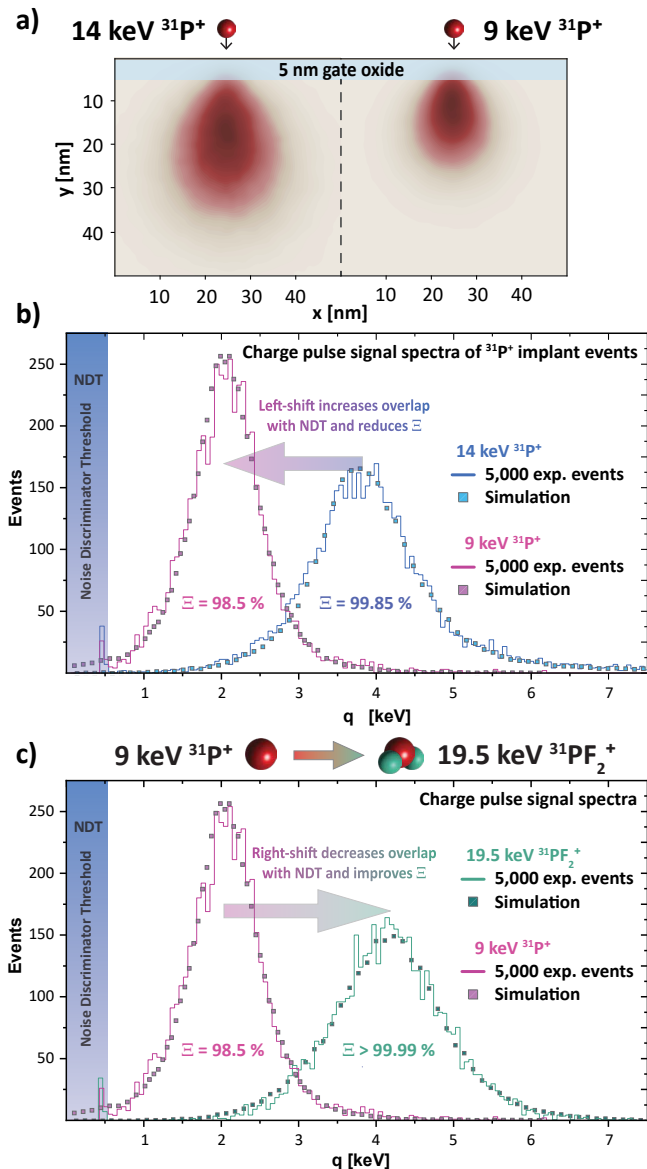 a)
14 keV ³¹P⁺
9 keV ³¹P⁺
5 nm gate oxide
10
20
30
40
y [nm]
10 20 30 40 10 20 30 40
x [nm]
b)
NDT
Noise Discriminator Threshold
Charge pulse signal spectra of ³¹P⁺ implant events
Left-shift increases overlap
with NDT and reduces Ξ
14 keV ³¹P⁺
5,000 exp. events
Simulation
9 keV ³¹P⁺
5,000 exp. events
Simulation
Ξ = 98.5 %
Ξ = 99.85 %
250
200
150
100
50
Events
1 2 3 4 5 6 7
q [keV]
c)
9 keV ³¹P⁺
19.5 keV ³¹PF₂⁺
NDT
Noise Discriminator Threshold
Charge pulse signal spectra
Right-shift decreases overlap
with NDT and improves Ξ
19.5 keV ³¹PF₂⁺
5,000 exp. events
Simulation
9 keV ³¹P⁺
5,000 exp. events
Simulation
Ξ = 98.5 %
Ξ > 99.99 %
250
200
150
100
50
Events
1 2 3 4 5 6 7
q [keV]